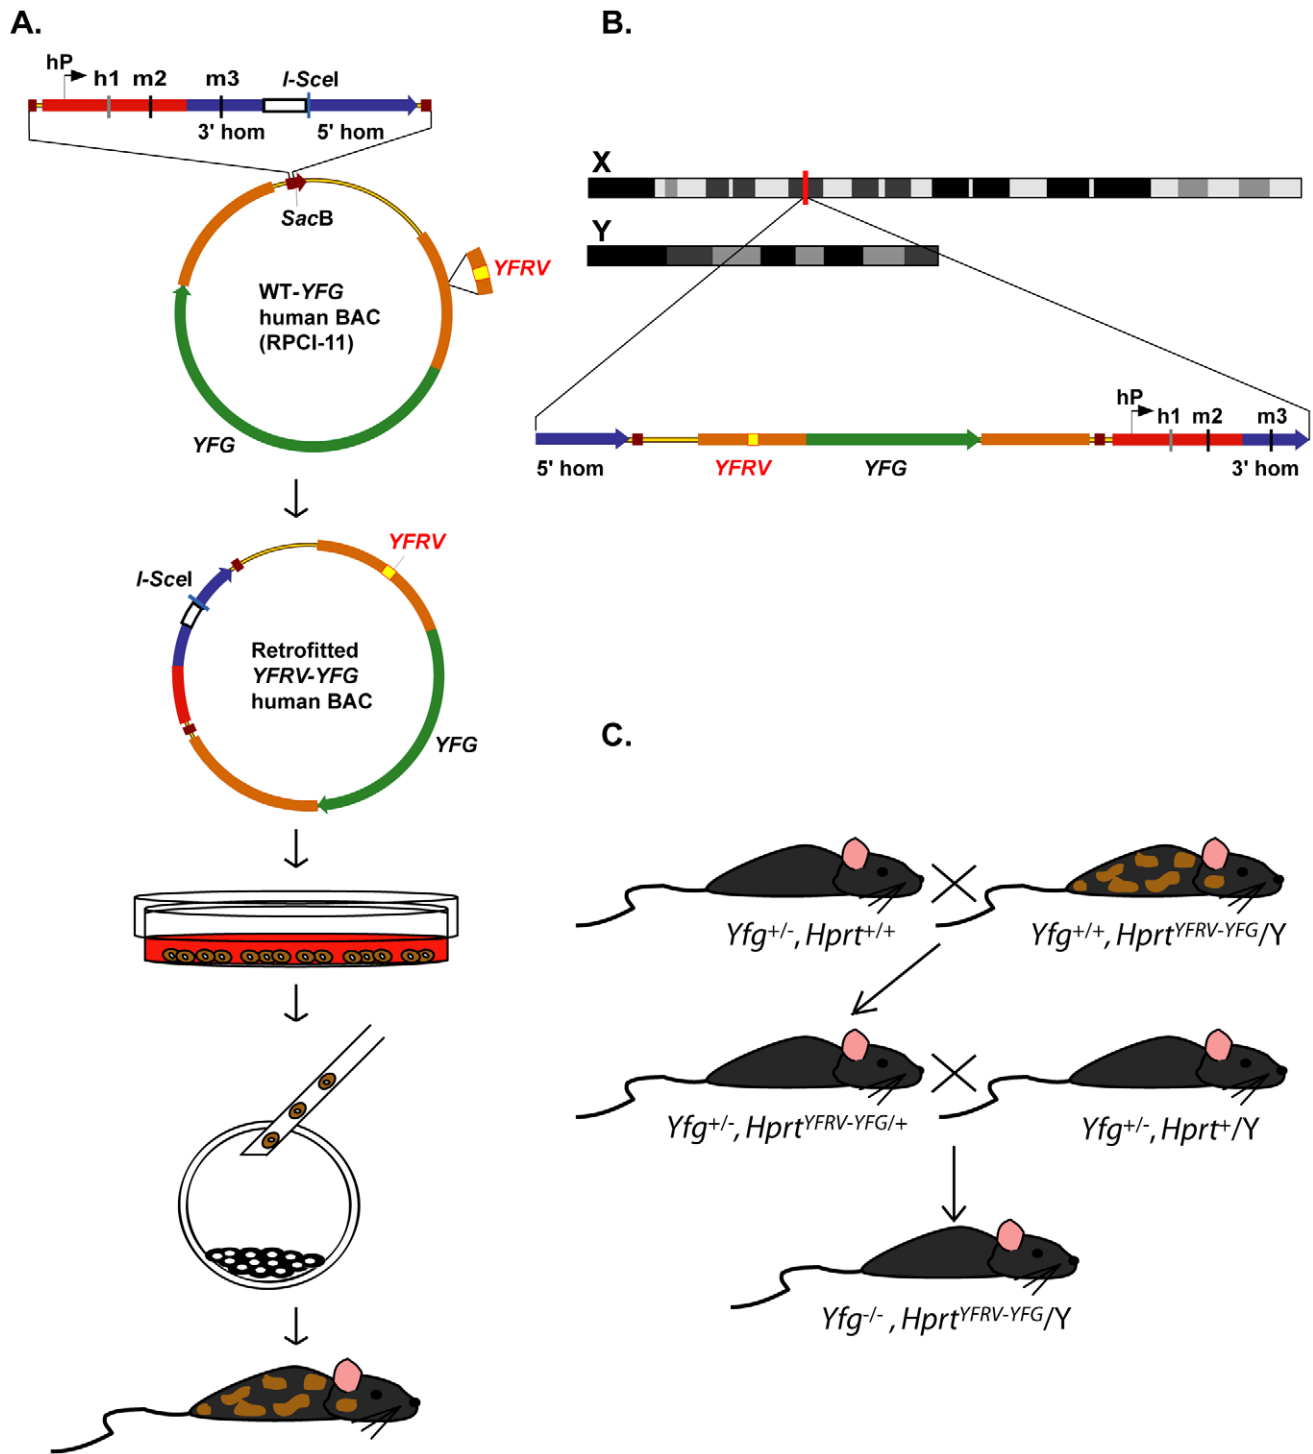 A.
hP
h1 m2 m3 I-SceI
3' hom 5' hom
SacB
YFRV
WT-YFG
human BAC
(RPCI-11)
YFG
YFRV
I-SceI
Retrofitted
YFRV-YFG
human BAC
YFG
B.
X
Y
hP
h1 m2 m3
5' hom YFRV YFG 3' hom
C.
Yfg+/-, Hprt+/+ Yfg+/+, HprtYFRV-YFG/Y
Yfg+/-, HprtYFRV-YFG/+ Yfg+/-, Hprt+/Y
Yfg-/- , HprtYFRV-YFG/Y